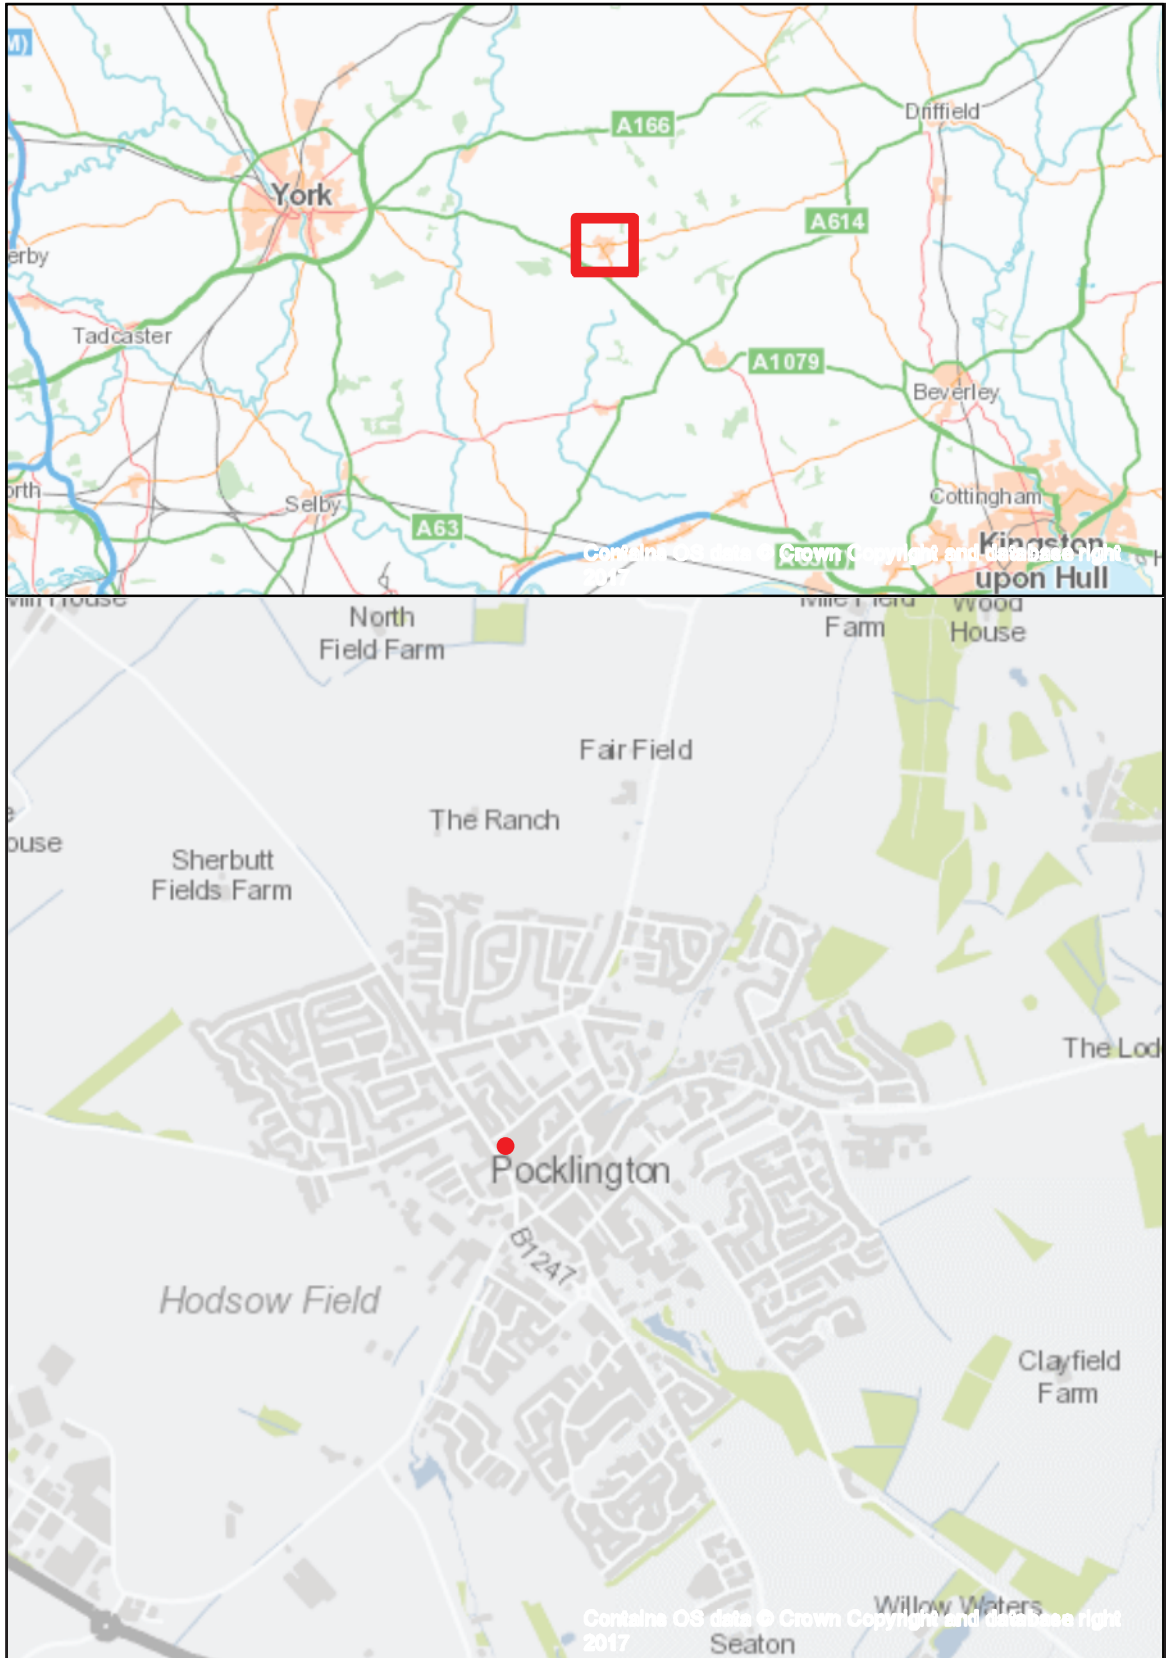 M)
A166
Driffield
York
A614
erby
Tadcaster
A1079
Beverley
orth
Selby
Cottingham
A63
Kingston
upon Hull
Contains OS data © Crown Copyright and database right
2017
Mill House
North
Field Farm
Farm
Wood
House
Fair Field
The Ranch
ouse
Sherbutt
Fields Farm
The Lod
Pocklington
B1247
Hodsow Field
Clayfield
Farm
Willow Waters
Contains OS data © Crown Copyright and database right
2017
Seaton